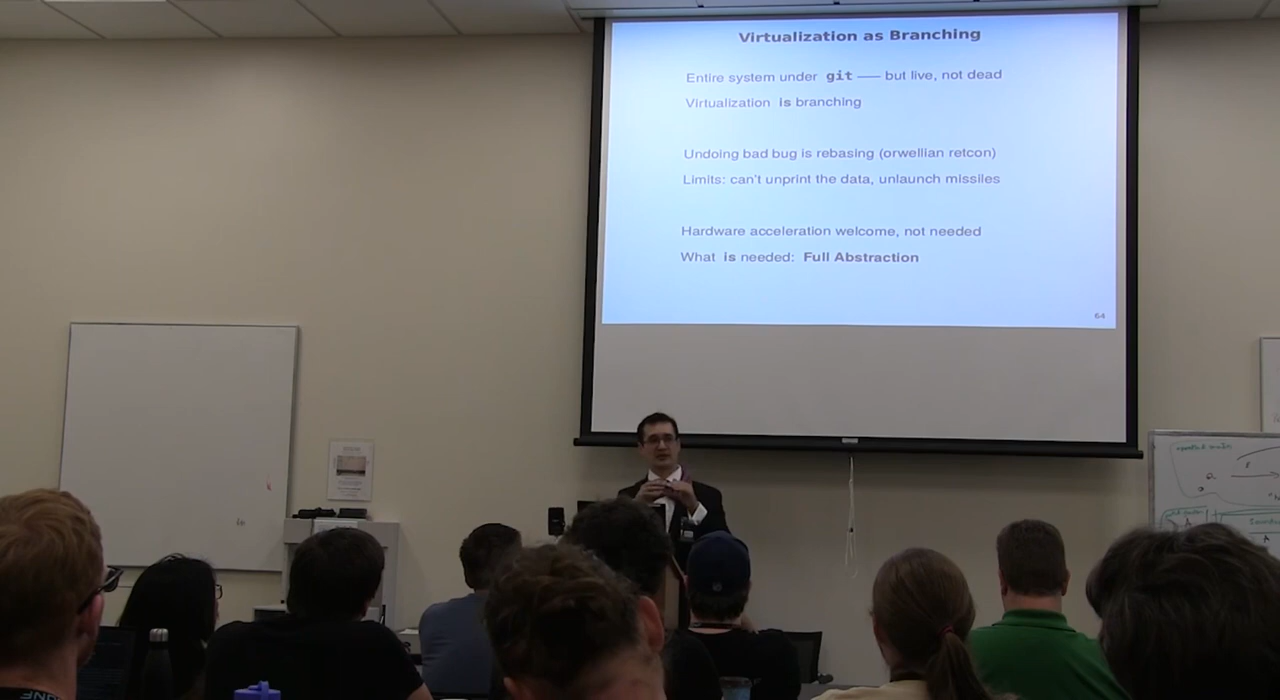 Virtualization as Branching
Entire system under git — but live, not dead
Virtualization is branching
Undoing bad bug is rebasing (orwellian retcon)
Limits: can't unprint the data, unlaunch missiles
Hardware acceleration welcome, not needed
What is needed: Full Abstraction
64